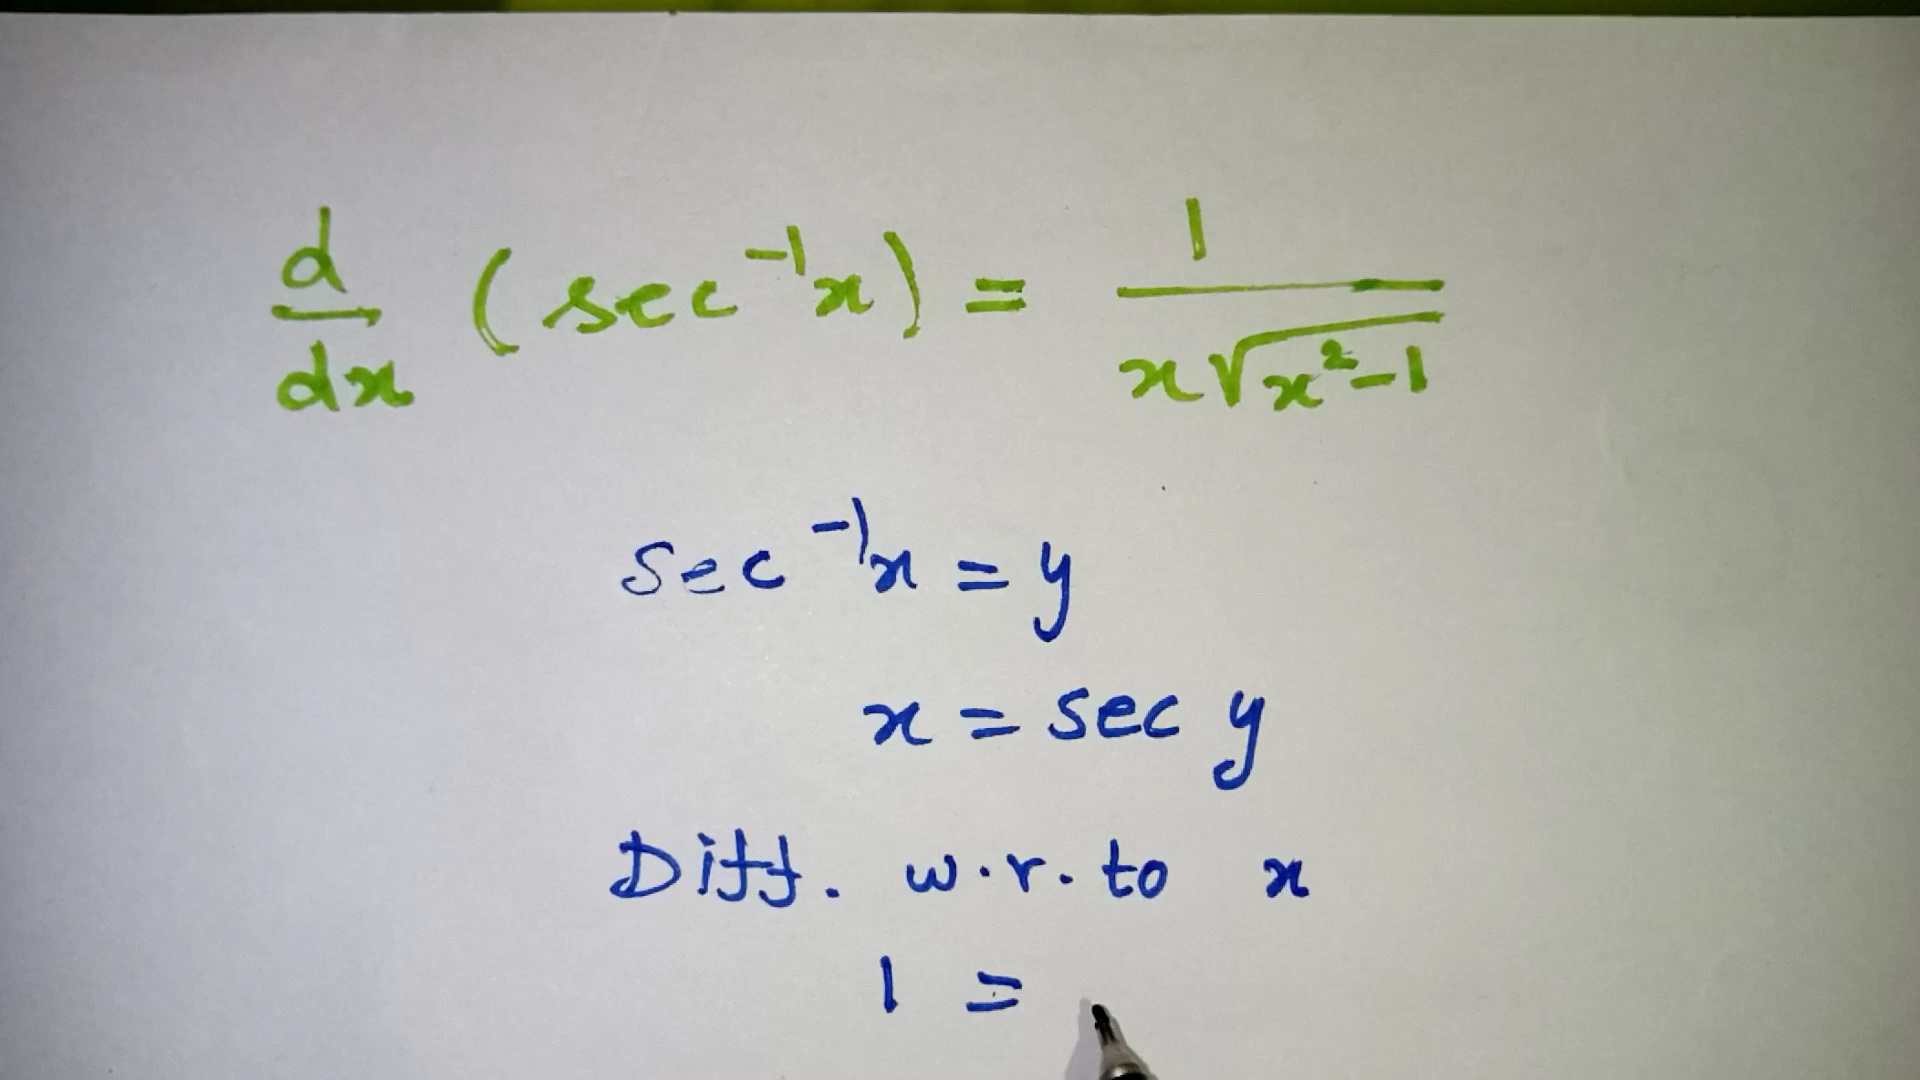 d/dx (sec⁻¹x) = 1/(x√(x²-1))
sec⁻¹x = y
x = sec y
Diff. w.r.to x
1 =